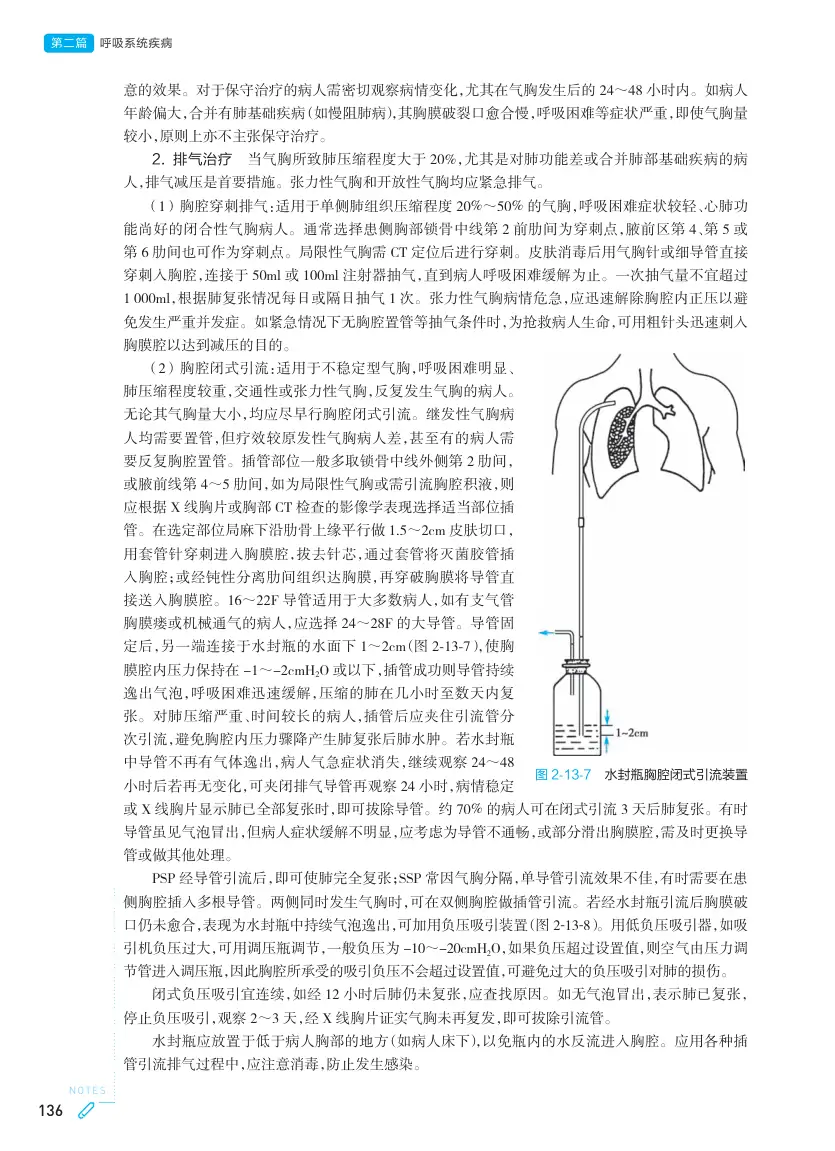 第二篇 呼吸系统疾病
意的效果。对于保守治疗的病人需密切观察病情变化,尤其在气胸发生后的 24～48 小时内。如病人
年龄偏大,合并有肺基础疾病(如慢阻肺病),其胸膜破裂口愈合慢,呼吸困难等症状严重,即使气胸量
较小,原则上亦不主张保守治疗。
2. 排气治疗 当气胸所致肺压缩程度大于 20%,尤其是对肺功能差或合并肺部基础疾病的病
人,排气减压是首要措施。张力性气胸和开放性气胸均应紧急排气。
(1)胸腔穿刺排气:适用于单侧肺组织压缩程度 20%～50% 的气胸,呼吸困难症状较轻、心肺功
能尚好的闭合性气胸病人。通常选择患侧胸部锁骨中线第 2 前肋间为穿刺点,腋前区第 4、第 5 或
第 6 肋间也可作为穿刺点。局限性气胸需 CT 定位后进行穿刺。皮肤消毒后用气胸针或细导管直接
穿刺入胸腔,连接于 50ml 或 100ml 注射器抽气,直到病人呼吸困难缓解为止。一次抽气量不宜超过
1 000ml,根据肺复张情况每日或隔日抽气 1 次。张力性气胸病情危急,应迅速解除胸腔内正压以避
免发生严重并发症。如紧急情况下无胸腔置管等抽气条件时,为抢救病人生命,可用粗针头迅速刺入
胸膜腔以达到减压的目的。
(2)胸腔闭式引流:适用于不稳定型气胸,呼吸困难明显、
肺压缩程度较重,交通性或张力性气胸,反复发生气胸的病人。
无论其气胸量大小,均应尽早行胸腔闭式引流。继发性气胸病
人均需要置管,但疗效较原发性气胸病人差,甚至有的病人需
要反复胸腔置管。插管部位一般多取锁骨中线外侧第 2 肋间,
或腋前线第 4～5 肋间,如为局限性气胸或需引流胸腔积液,则
应根据 X 线胸片或胸部 CT 检查的影像学表现选择适当部位插
管。在选定部位局麻下沿肋骨上缘平行做 1.5～2cm 皮肤切口,
用套管针穿刺进入胸膜腔,拔去针芯,通过套管将灭菌胶管插
入胸腔;或经钝性分离肋间组织达胸膜,再穿破胸膜将导管直
接送入胸膜腔。16～22F 导管适用于大多数病人,如有支气管
胸膜瘘或机械通气的病人,应选择 24～28F 的大导管。导管固
定后,另一端连接于水封瓶的水面下 1～2cm(图 2-13-7),使胸
膜腔内压力保持在 –1～–2cmH₂O 或以下,插管成功则导管持续
逸出气泡,呼吸困难迅速缓解,压缩的肺在几小时至数天内复
张。对肺压缩严重、时间较长的病人,插管后应夹住引流管分
次引流,避免胸腔内压力骤降产生肺复张后肺水肿。若水封瓶
中导管不再有气体逸出,病人气急症状消失,继续观察 24～48
小时后若再无变化,可夹闭排气导管再观察 24 小时,病情稳定
或 X 线胸片显示肺已全部复张时,即可拔除导管。约 70% 的病人可在闭式引流 3 天后肺复张。有时
导管虽见气泡冒出,但病人症状缓解不明显,应考虑为导管不通畅,或部分滑出胸膜腔,需及时更换导
管或做其他处理。
1~2cm
图 2-13-7 水封瓶胸腔闭式引流装置
PSP 经导管引流后,即可使肺完全复张;SSP 常因气胸分隔,单导管引流效果不佳,有时需要在患
侧胸腔插入多根导管。两侧同时发生气胸时,可在双侧胸腔做插管引流。若经水封瓶引流后胸膜破
口仍未愈合,表现为水封瓶中持续气泡逸出,可加用负压吸引装置(图 2-13-8)。用低负压吸引器,如吸
引机负压过大,可用调压瓶调节,一般负压为 –10～–20cmH₂O,如果负压超过设置值,则空气由压力调
节管进入调压瓶,因此胸腔所承受的吸引负压不会超过设置值,可避免过大的负压吸引对肺的损伤。
闭式负压吸引宜连续,如经 12 小时后肺仍未复张,应查找原因。如无气泡冒出,表示肺已复张,
停止负压吸引,观察 2～3 天,经 X 线胸片证实气胸未再复发,即可拔除引流管。
水封瓶应放置于低于病人胸部的地方(如病人床下),以免瓶内的水反流进入胸腔。应用各种插
管引流排气过程中,应注意消毒,防止发生感染。
NOTES
136